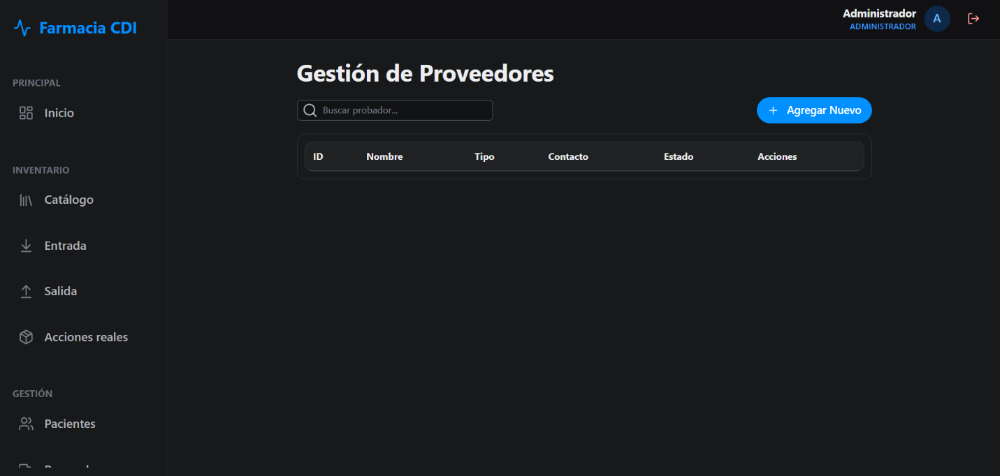 Farmacia CDI
Administrador
ADMINISTRADOR
A
PRINCIPAL
Inicio
INVENTARIO
Catálogo
Entrada
Salida
Acciones reales
GESTIÓN
Pacientes
Gestión de Proveedores
Buscar probador...
+ Agregar Nuevo
ID Nombre Tipo Contacto Estado Acciones